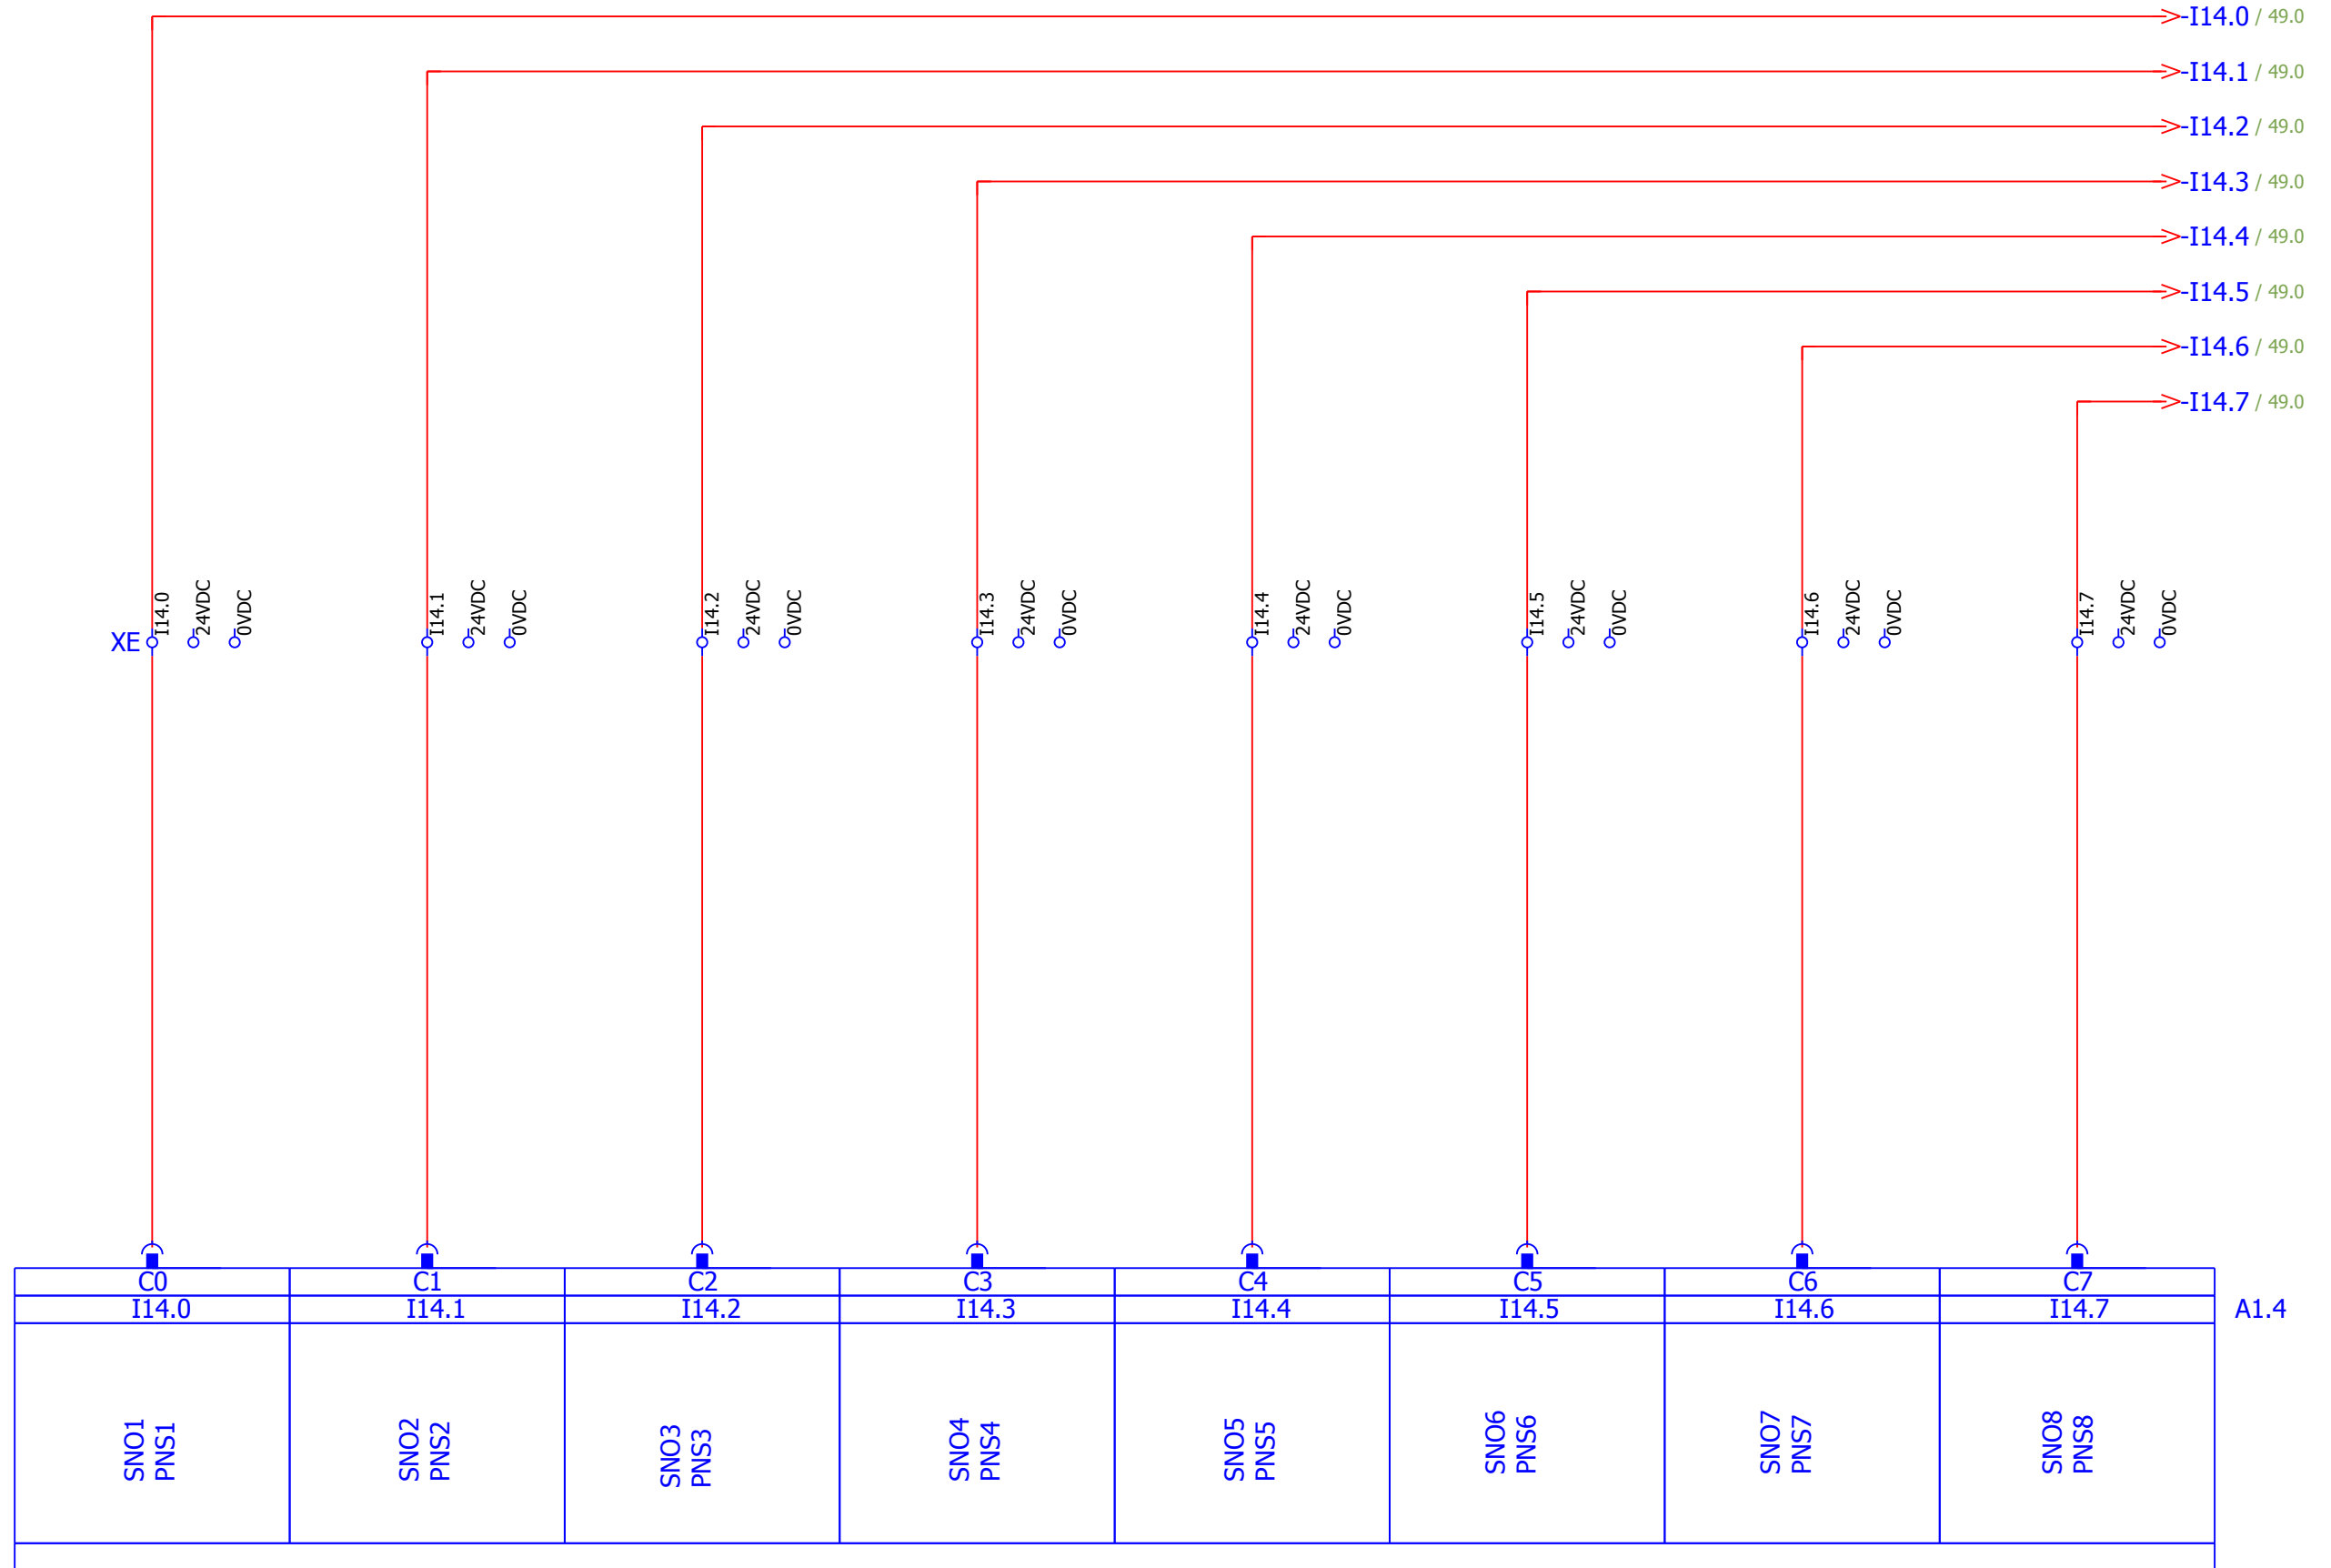 -I14.0 / 49.0
-I14.1 / 49.0
-I14.2 / 49.0
-I14.3 / 49.0
-I14.4 / 49.0
-I14.5 / 49.0
-I14.6 / 49.0
-I14.7 / 49.0
XE
I14.0
24VDC
0VDC
I14.1
24VDC
0VDC
I14.2
24VDC
0VDC
I14.3
24VDC
0VDC
I14.4
24VDC
0VDC
I14.5
24VDC
0VDC
I14.6
24VDC
0VDC
I14.7
24VDC
0VDC
C0 C1 C2 C3 C4 C5 C6 C7
I14.0 I14.1 I14.2 I14.3 I14.4 I14.5 I14.6 I14.7 A1.4
SNO1
PNS1
SNO2
PNS2
SNO3
PNS3
SNO4
PNS4
SNO5
PNS5
SNO6
PNS6
SNO7
PNS7
SNO8
PNS8